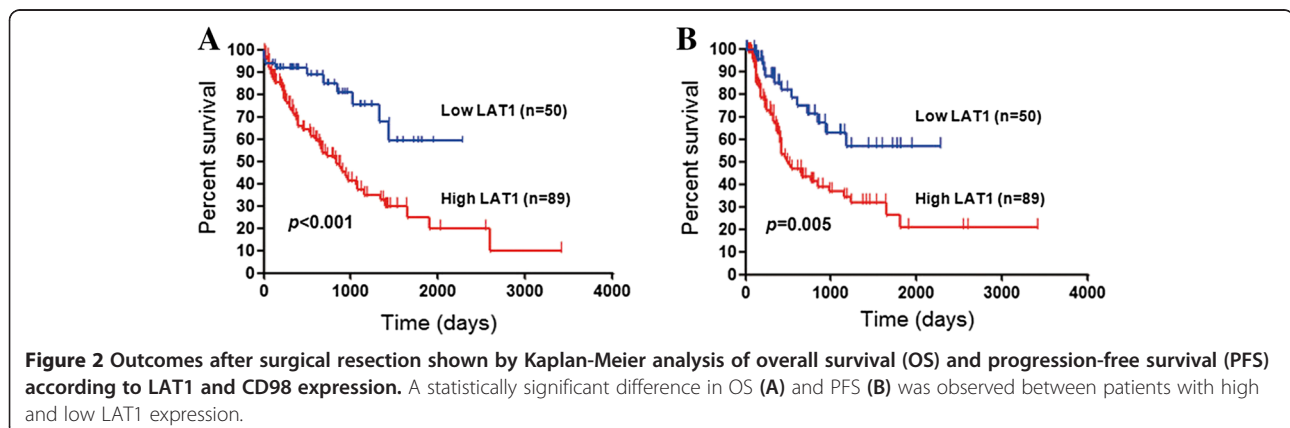 A
Percent survival
100
90
80
70
60
50
40
30
20
10
0
Low LAT1 (n=50)
High LAT1 (n=89)
p<0.001
0 1000 2000 3000 4000
Time (days)
B
Percent survival
100
90
80
70
60
50
40
30
20
10
0
Low LAT1 (n=50)
High LAT1 (n=89)
p=0.005
0 1000 2000 3000 4000
Time (days)
Figure 2 Outcomes after surgical resection shown by Kaplan-Meier analysis of overall survival (OS) and progression-free survival (PFS)
according to LAT1 and CD98 expression. A statistically significant difference in OS (A) and PFS (B) was observed between patients with high
and low LAT1 expression.